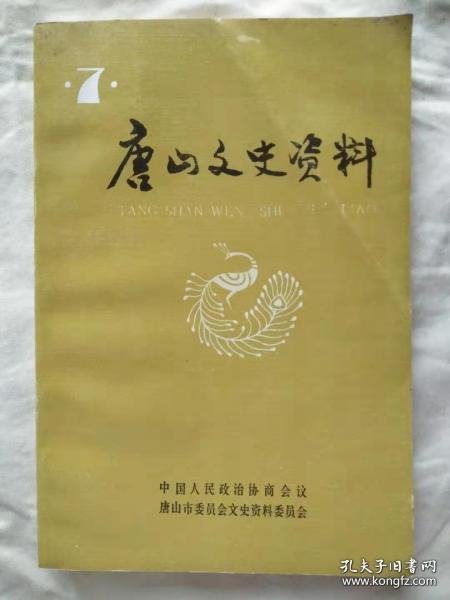 ·7·
唐山文史资料
TANG SHAN WEN SHI ZI LIAO
中国人民政治协商会议
唐山市委员会文史资料委员会
孔夫子旧书网
www.kongfz.com